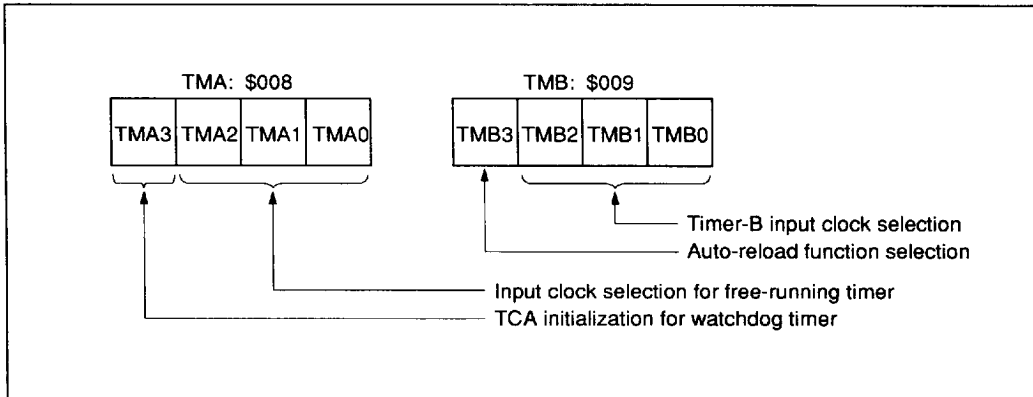 TMA: $008
TMB: $009
TMA3 TMA2 TMA1 TMA0
TMB3 TMB2 TMB1 TMB0
Timer-B input clock selection
Auto-reload function selection
Input clock selection for free-running timer
TCA initialization for watchdog timer